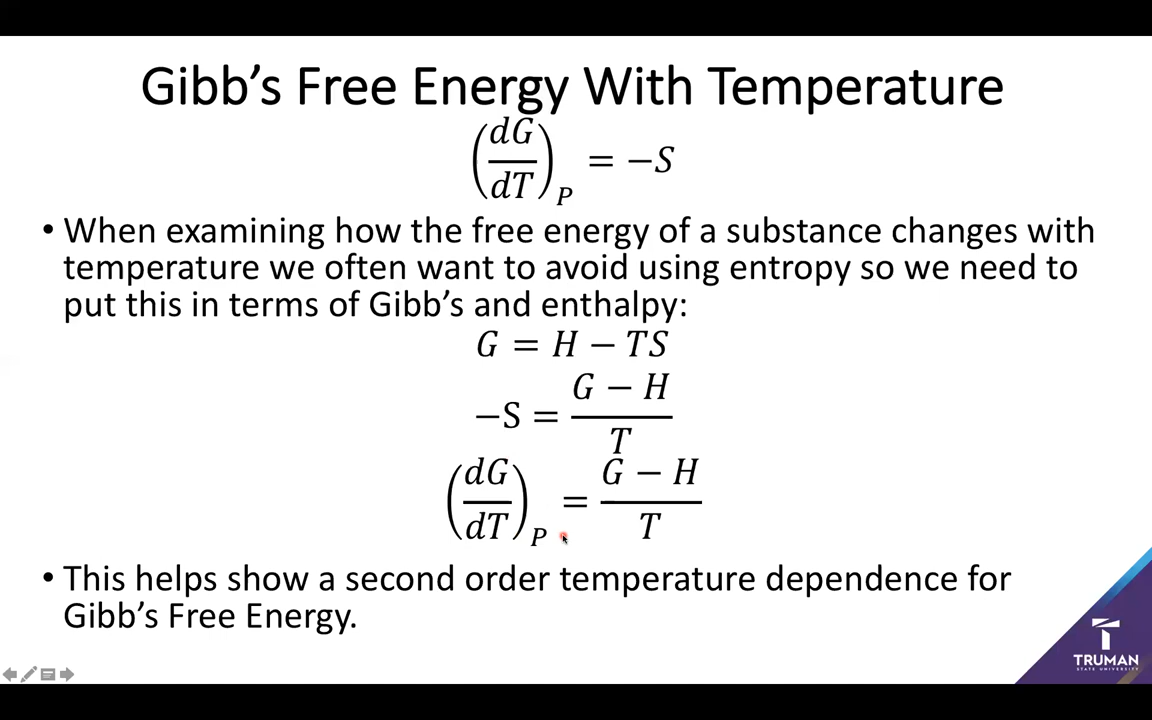 Gibb's Free Energy With Temperature
(dG/dT)_P = −S
• When examining how the free energy of a substance changes with
temperature we often want to avoid using entropy so we need to
put this in terms of Gibb's and enthalpy:
G = H − TS
−S = (G − H)/T
(dG/dT)_P = (G − H)/T
• This helps show a second order temperature dependence for
Gibb's Free Energy.
TRUMAN
STATE UNIVERSITY